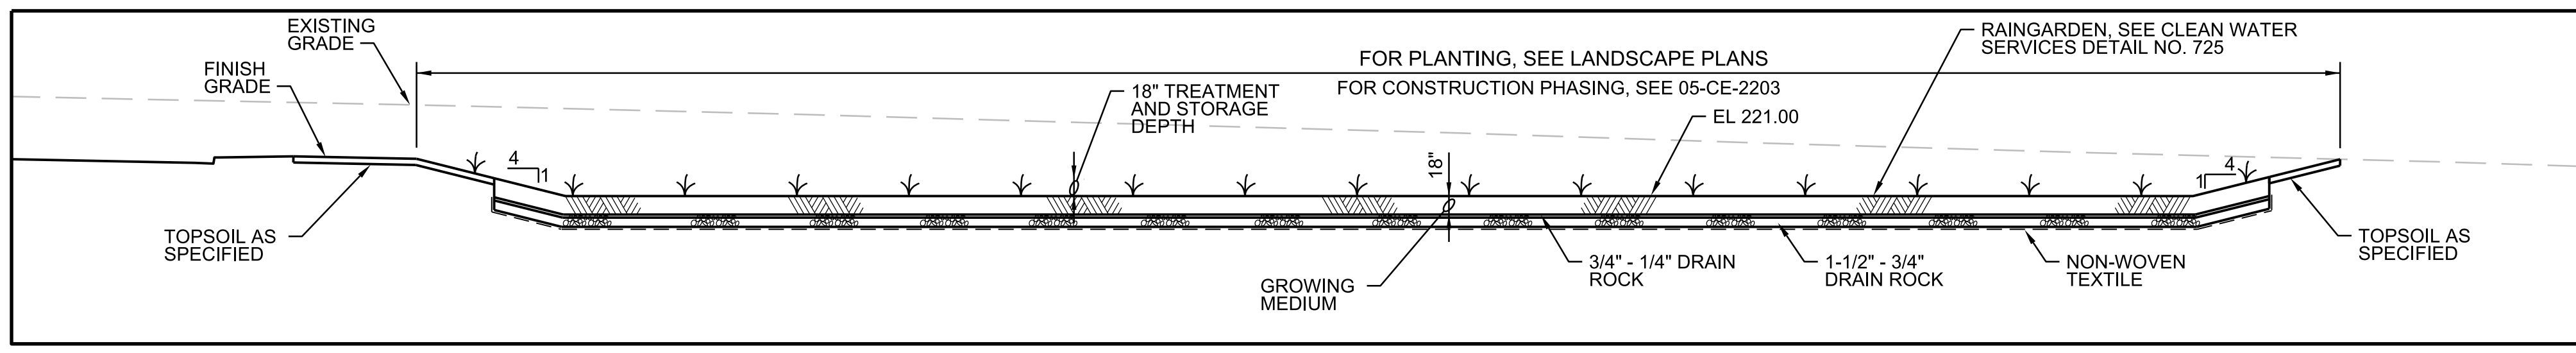 EXISTING
GRADE
FINISH
GRADE
FOR PLANTING, SEE LANDSCAPE PLANS
FOR CONSTRUCTION PHASING, SEE 05-CE-2203
RAINGARDEN, SEE CLEAN WATER
SERVICES DETAIL NO. 725
18" TREATMENT
AND STORAGE
DEPTH
EL 221.00
4
1
18"
4
1
TOPSOIL AS
SPECIFIED
GROWING
MEDIUM
3/4" - 1/4" DRAIN
ROCK
1-1/2" - 3/4"
DRAIN ROCK
NON-WOVEN
TEXTILE
TOPSOIL AS
SPECIFIED